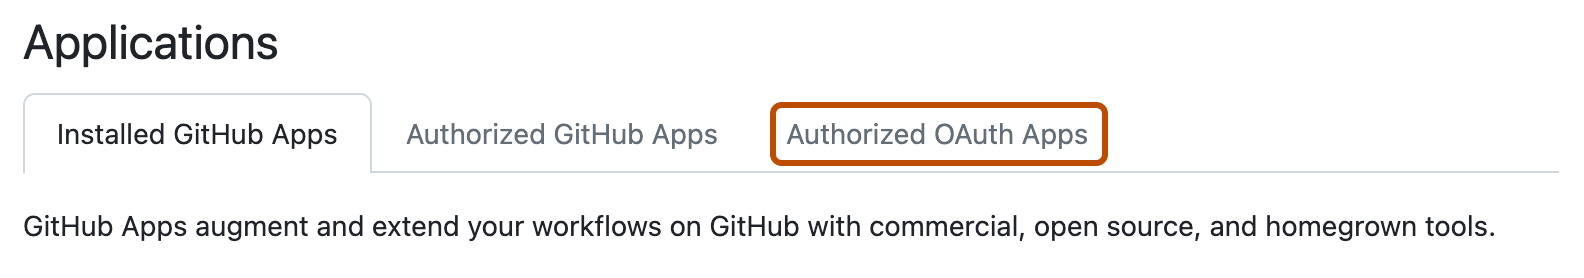 Applications
Installed GitHub Apps Authorized GitHub Apps Authorized OAuth Apps
GitHub Apps augment and extend your workflows on GitHub with commercial, open source, and homegrown tools.